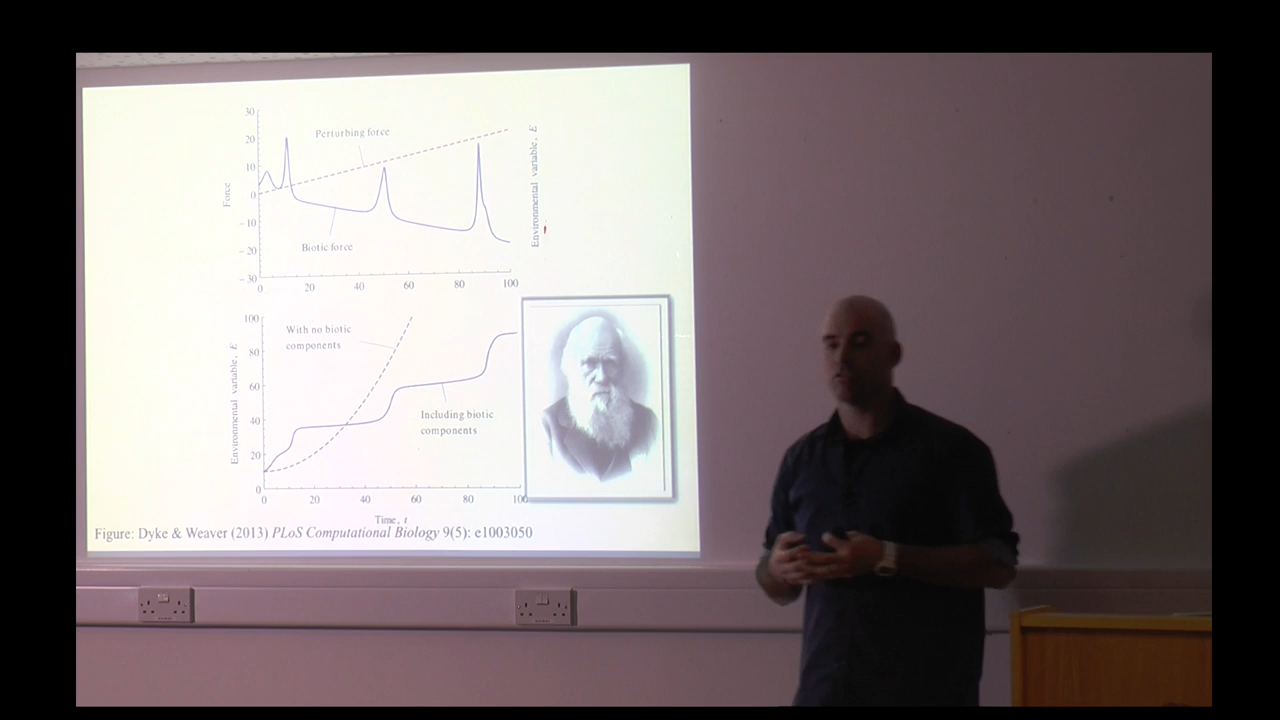 30
20
10
0
-10
-20
-30
Force
Perturbing force
Biotic force
Environmental variable, E
0 20 40 60 80 100
100
80
60
40
20
0
Environmental variable, E
With no biotic
components
Including biotic
components
0 20 40 60 80 100
Time, t
Figure: Dyke & Weaver (2013) PLoS Computational Biology 9(5): e1003050